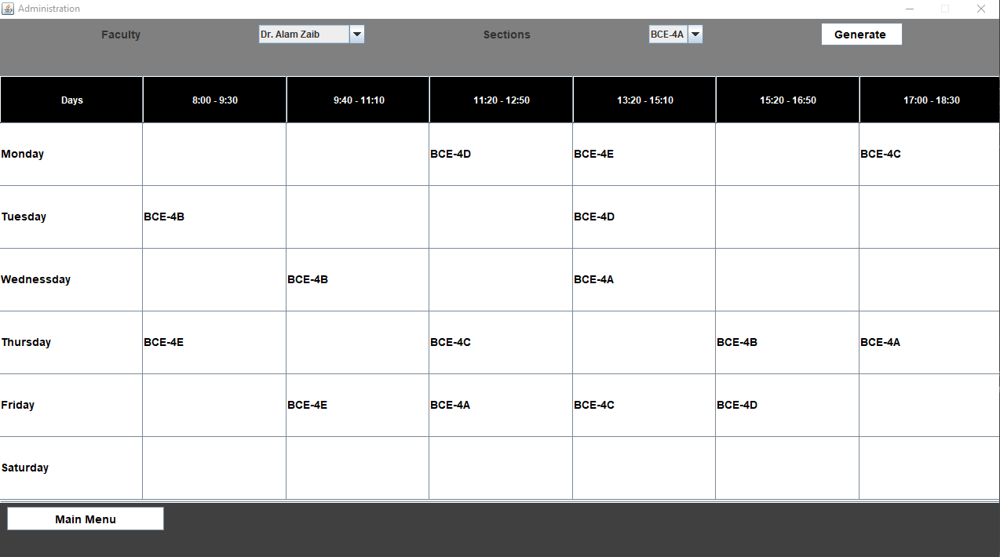 Administration
Faculty Dr. Alam Zaib Sections BCE-4A Generate
Days 8:00 - 9:30 9:40 - 11:10 11:20 - 12:50 13:20 - 15:10 15:20 - 16:50 17:00 - 18:30
Monday BCE-4D BCE-4E BCE-4C
Tuesday BCE-4B BCE-4D
Wednessday BCE-4B BCE-4A
Thursday BCE-4E BCE-4C BCE-4B BCE-4A
Friday BCE-4E BCE-4A BCE-4C BCE-4D
Saturday
Main Menu